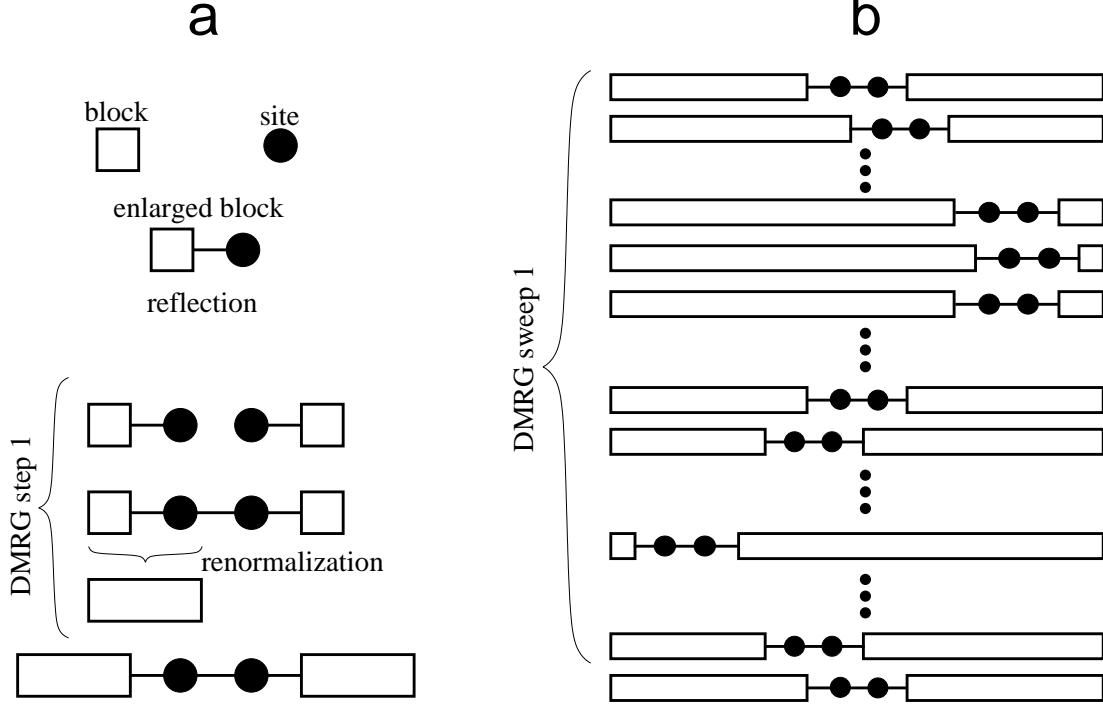 a
block
site
enlarged block
reflection
DMRG step 1
renormalization
b
DMRG sweep 1